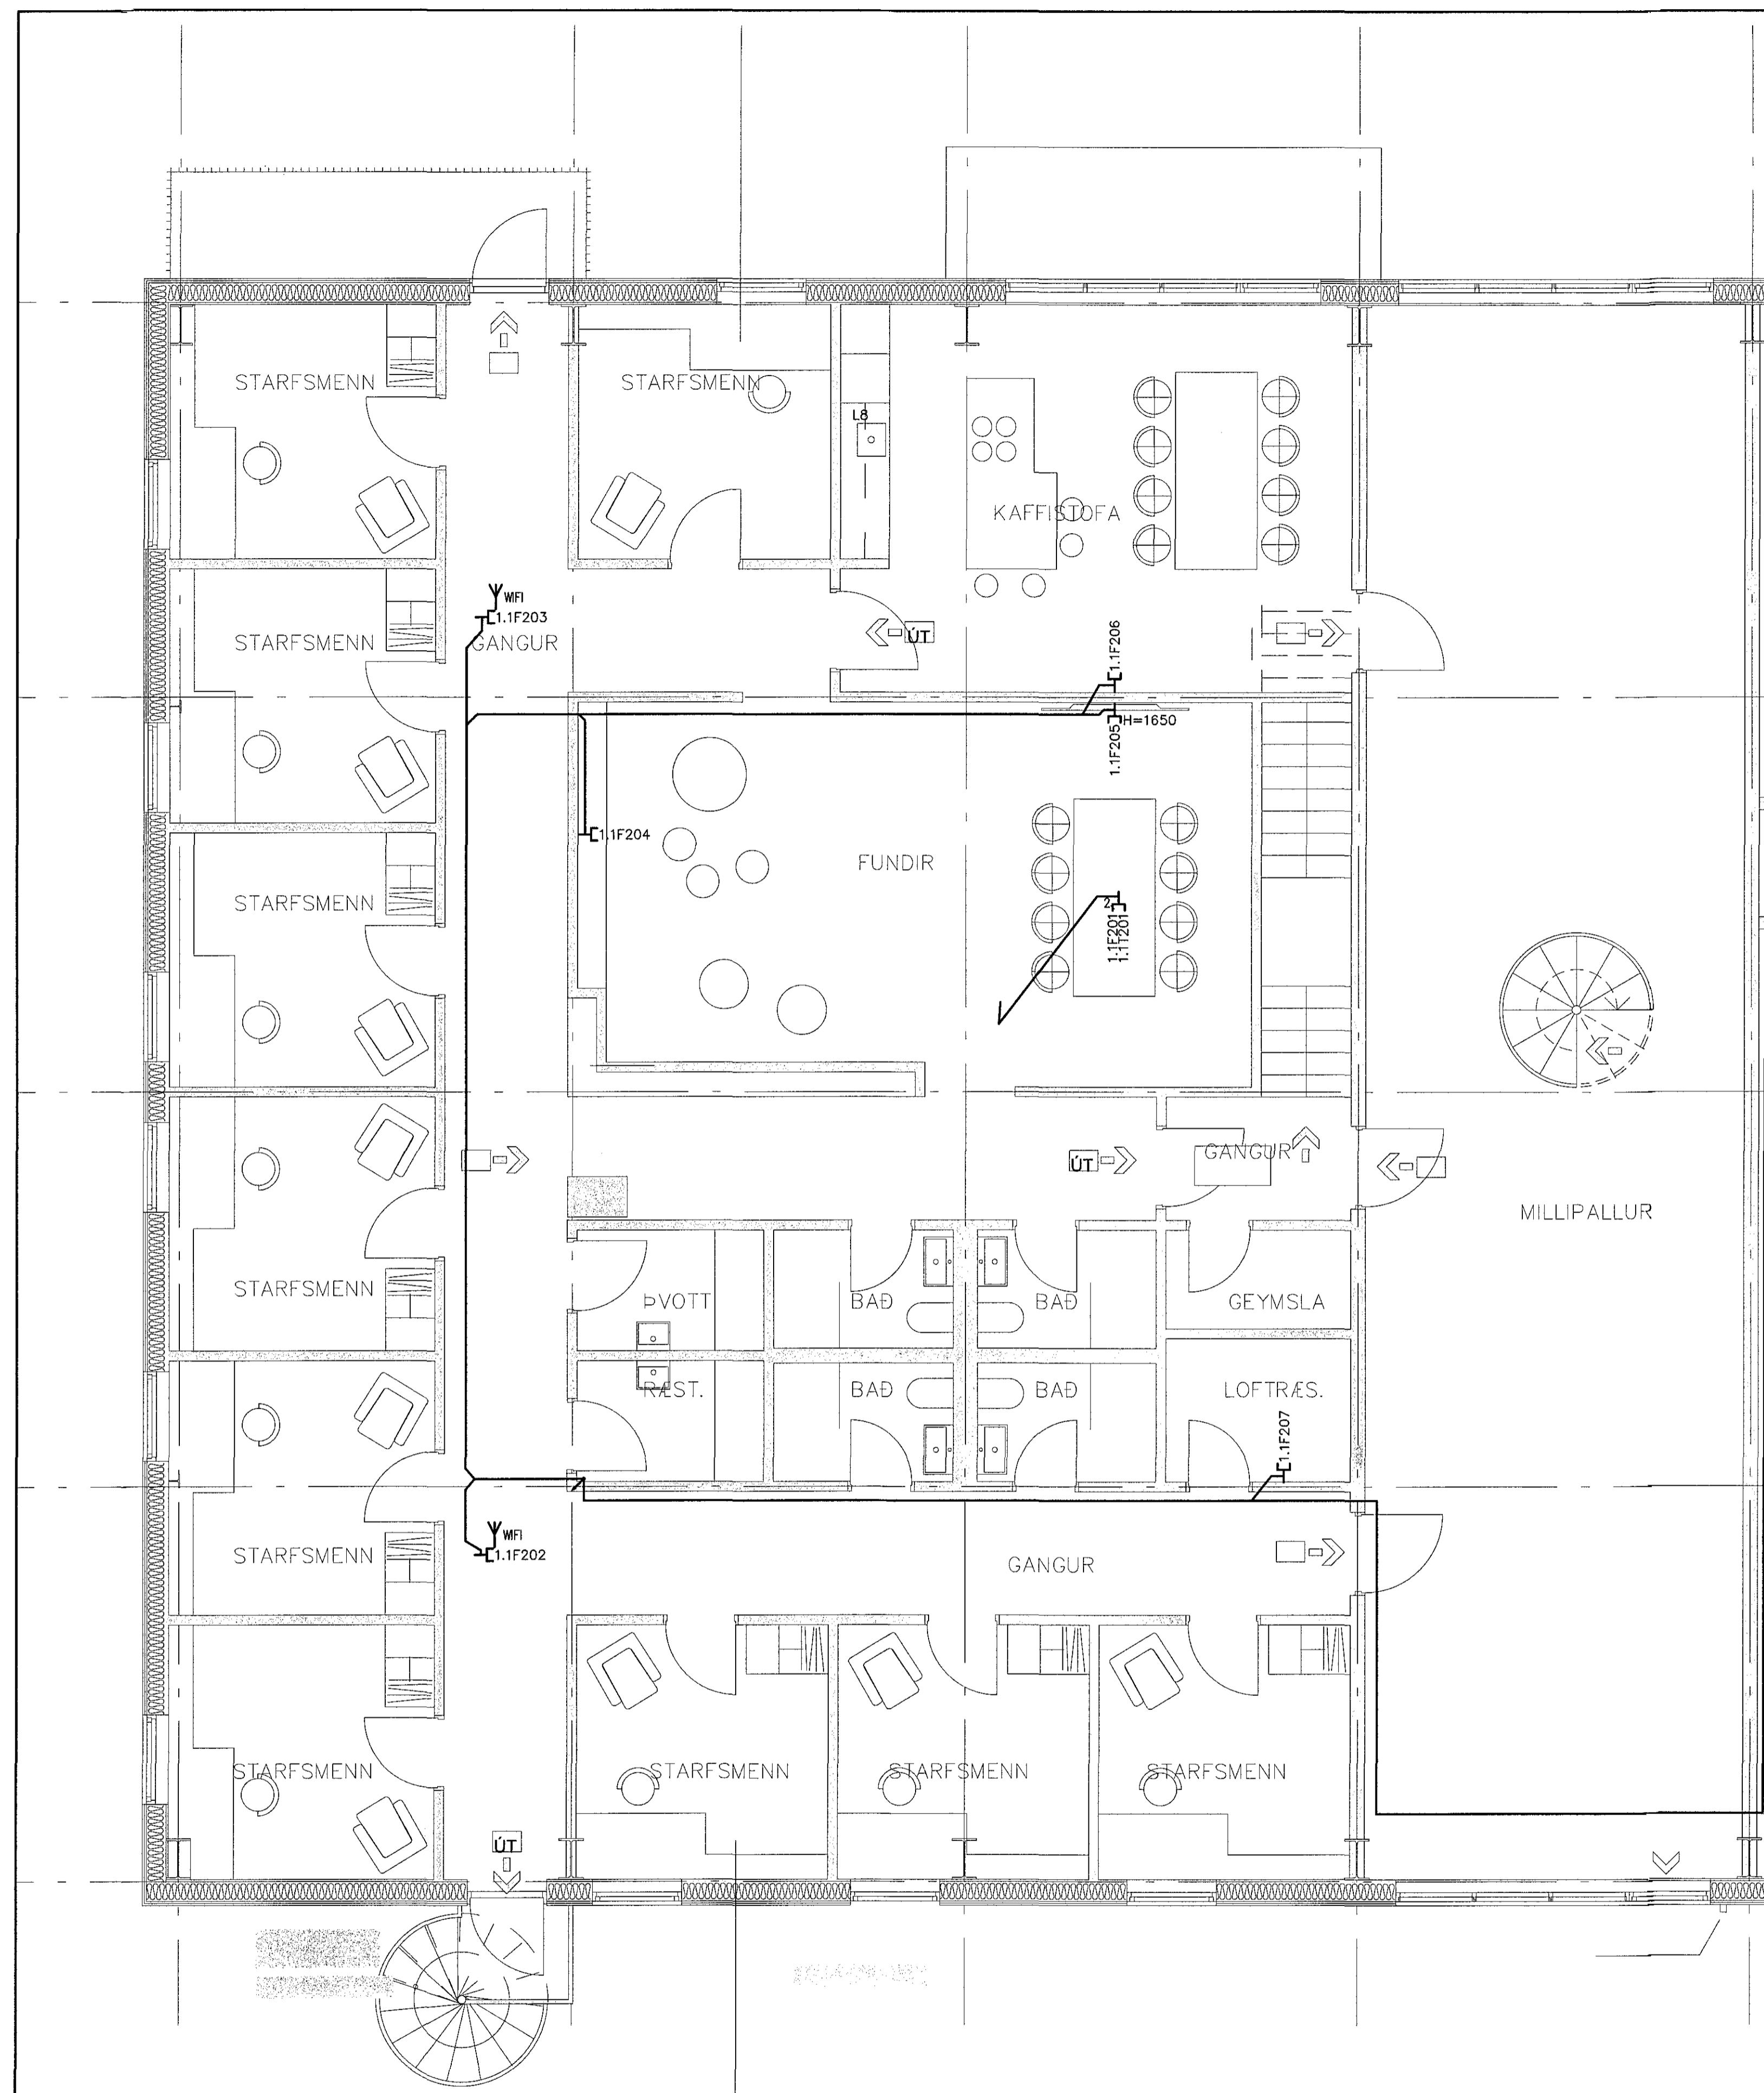 STARFSMENN
STARFSMENN
L8
KAFFISTOFA
WIFI
1.1F203
STARFSMENN
GANGUR
ÚT
1.1F206
H=1650
1.1F205
1.1F204
FUNDIR
STARFSMENN
2
1.1F201
1.1T201
GANGUR
ÚT
MILLIPALLUR
STARFSMENN
ÞVOTT
BAÐ
BAÐ
GEYMSLA
RÆST.
BAÐ
BAÐ
LOFTRÆS.
1.1F207
WIFI
1.1F202
STARFSMENN
GANGUR
STARFSMENN
STARFSMENN
STARFSMENN
STARFSMENN
ÚT